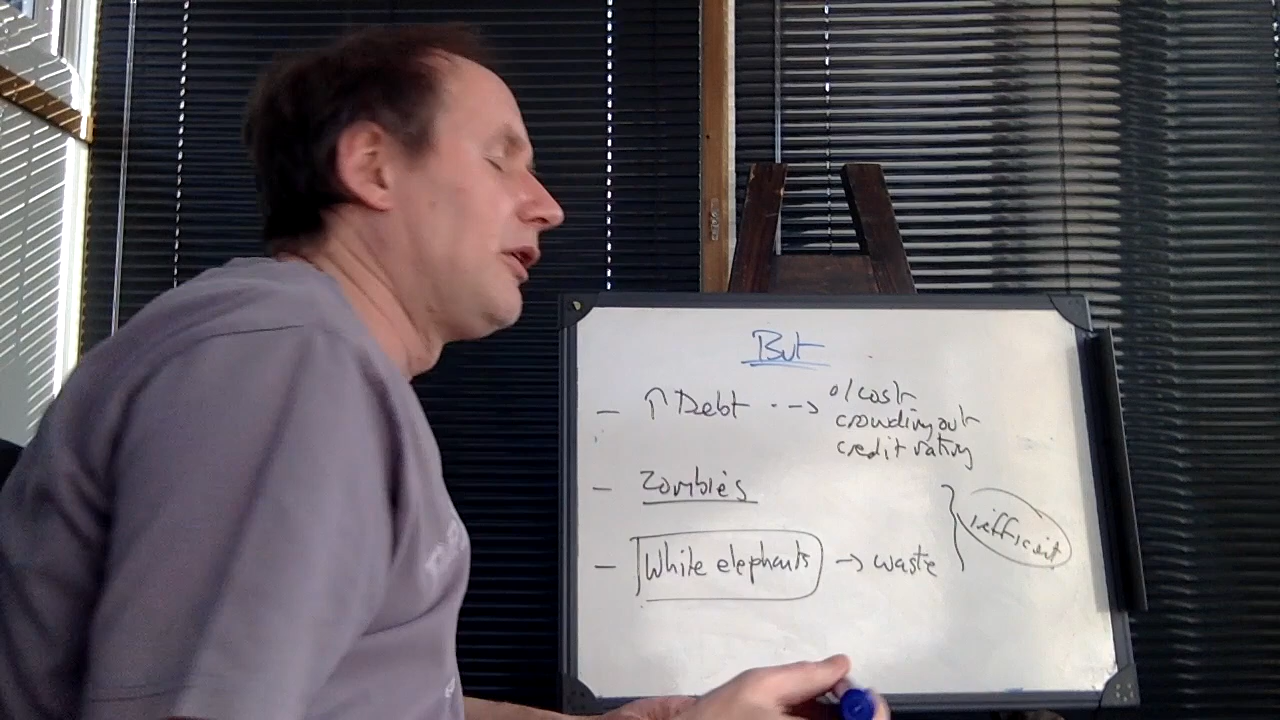 But
- ↑ Debt --> o/cost
crowding out
credit rating
- Zombies
- White elephants → waste
inefficient